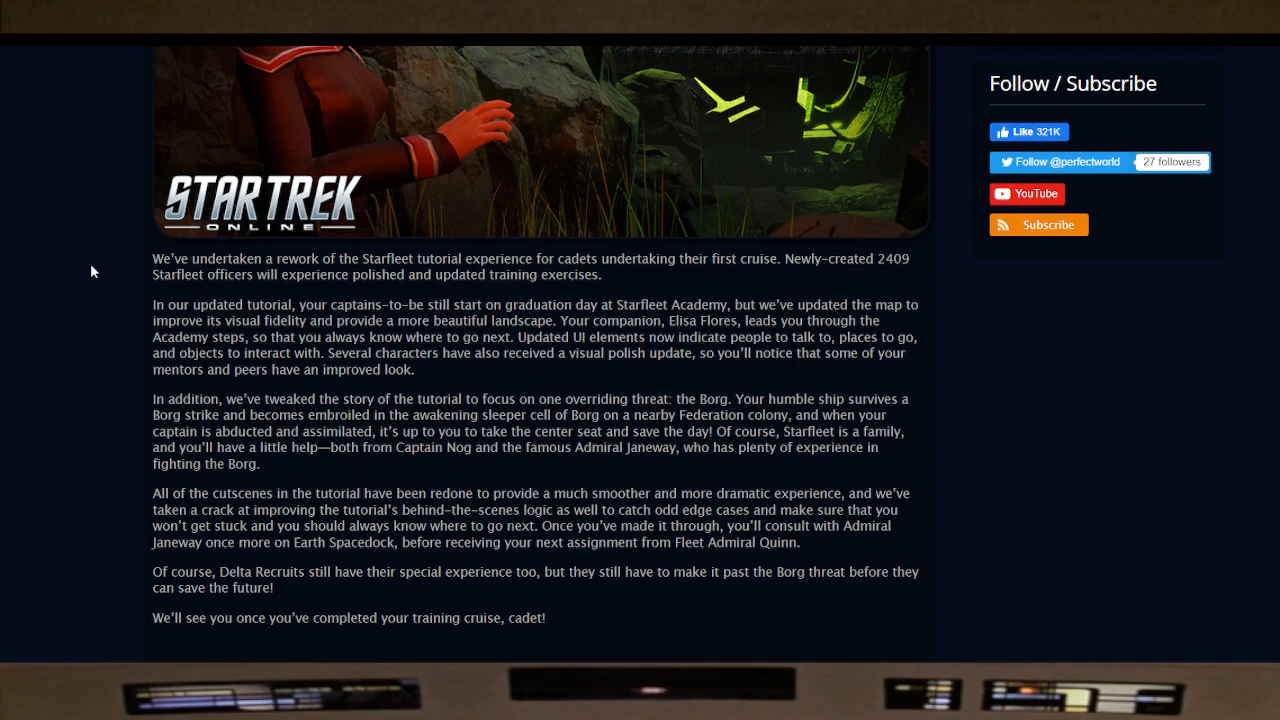 STAR TREK
ONLINE
We’ve undertaken a rework of the Starfleet tutorial experience for cadets undertaking their first cruise. Newly-created 2409
Starfleet officers will experience polished and updated training exercises.
In our updated tutorial, your captains-to-be still start on graduation day at Starfleet Academy, but we’ve updated the map to
improve its visual fidelity and provide a more beautiful landscape. Your companion, Elisa Flores, leads you through the
Academy steps, so that you always know where to go next. Updated UI elements now indicate people to talk to, places to go,
and objects to interact with. Several characters have also received a visual polish update, so you’ll notice that some of your
mentors and peers have an improved look.
In addition, we’ve tweaked the story of the tutorial to focus on one overriding threat: the Borg. Your humble ship survives a
Borg strike and becomes embroiled in the awakening sleeper cell of Borg on a nearby Federation colony, and when your
captain is abducted and assimilated, it’s up to you to take the center seat and save the day! Of course, Starfleet is a family,
and you’ll have a little help—both from Captain Nog and the famous Admiral Janeway, who has plenty of experience in
fighting the Borg.
All of the cutscenes in the tutorial have been redone to provide a much smoother and more dramatic experience, and we’ve
taken a crack at improving the tutorial’s behind-the-scenes logic as well to catch odd edge cases and make sure that you
won’t get stuck and you should always know where to go next. Once you’ve made it through, you’ll consult with Admiral
Janeway once more on Earth Spacedock, before receiving your next assignment from Fleet Admiral Quinn.
Of course, Delta Recruits still have their special experience too, but they still have to make it past the Borg threat before they
can save the future!
We’ll see you once you’ve completed your training cruise, cadet!
Follow / Subscribe
Like 321K
Follow @perfectworld 27 followers
YouTube
Subscribe